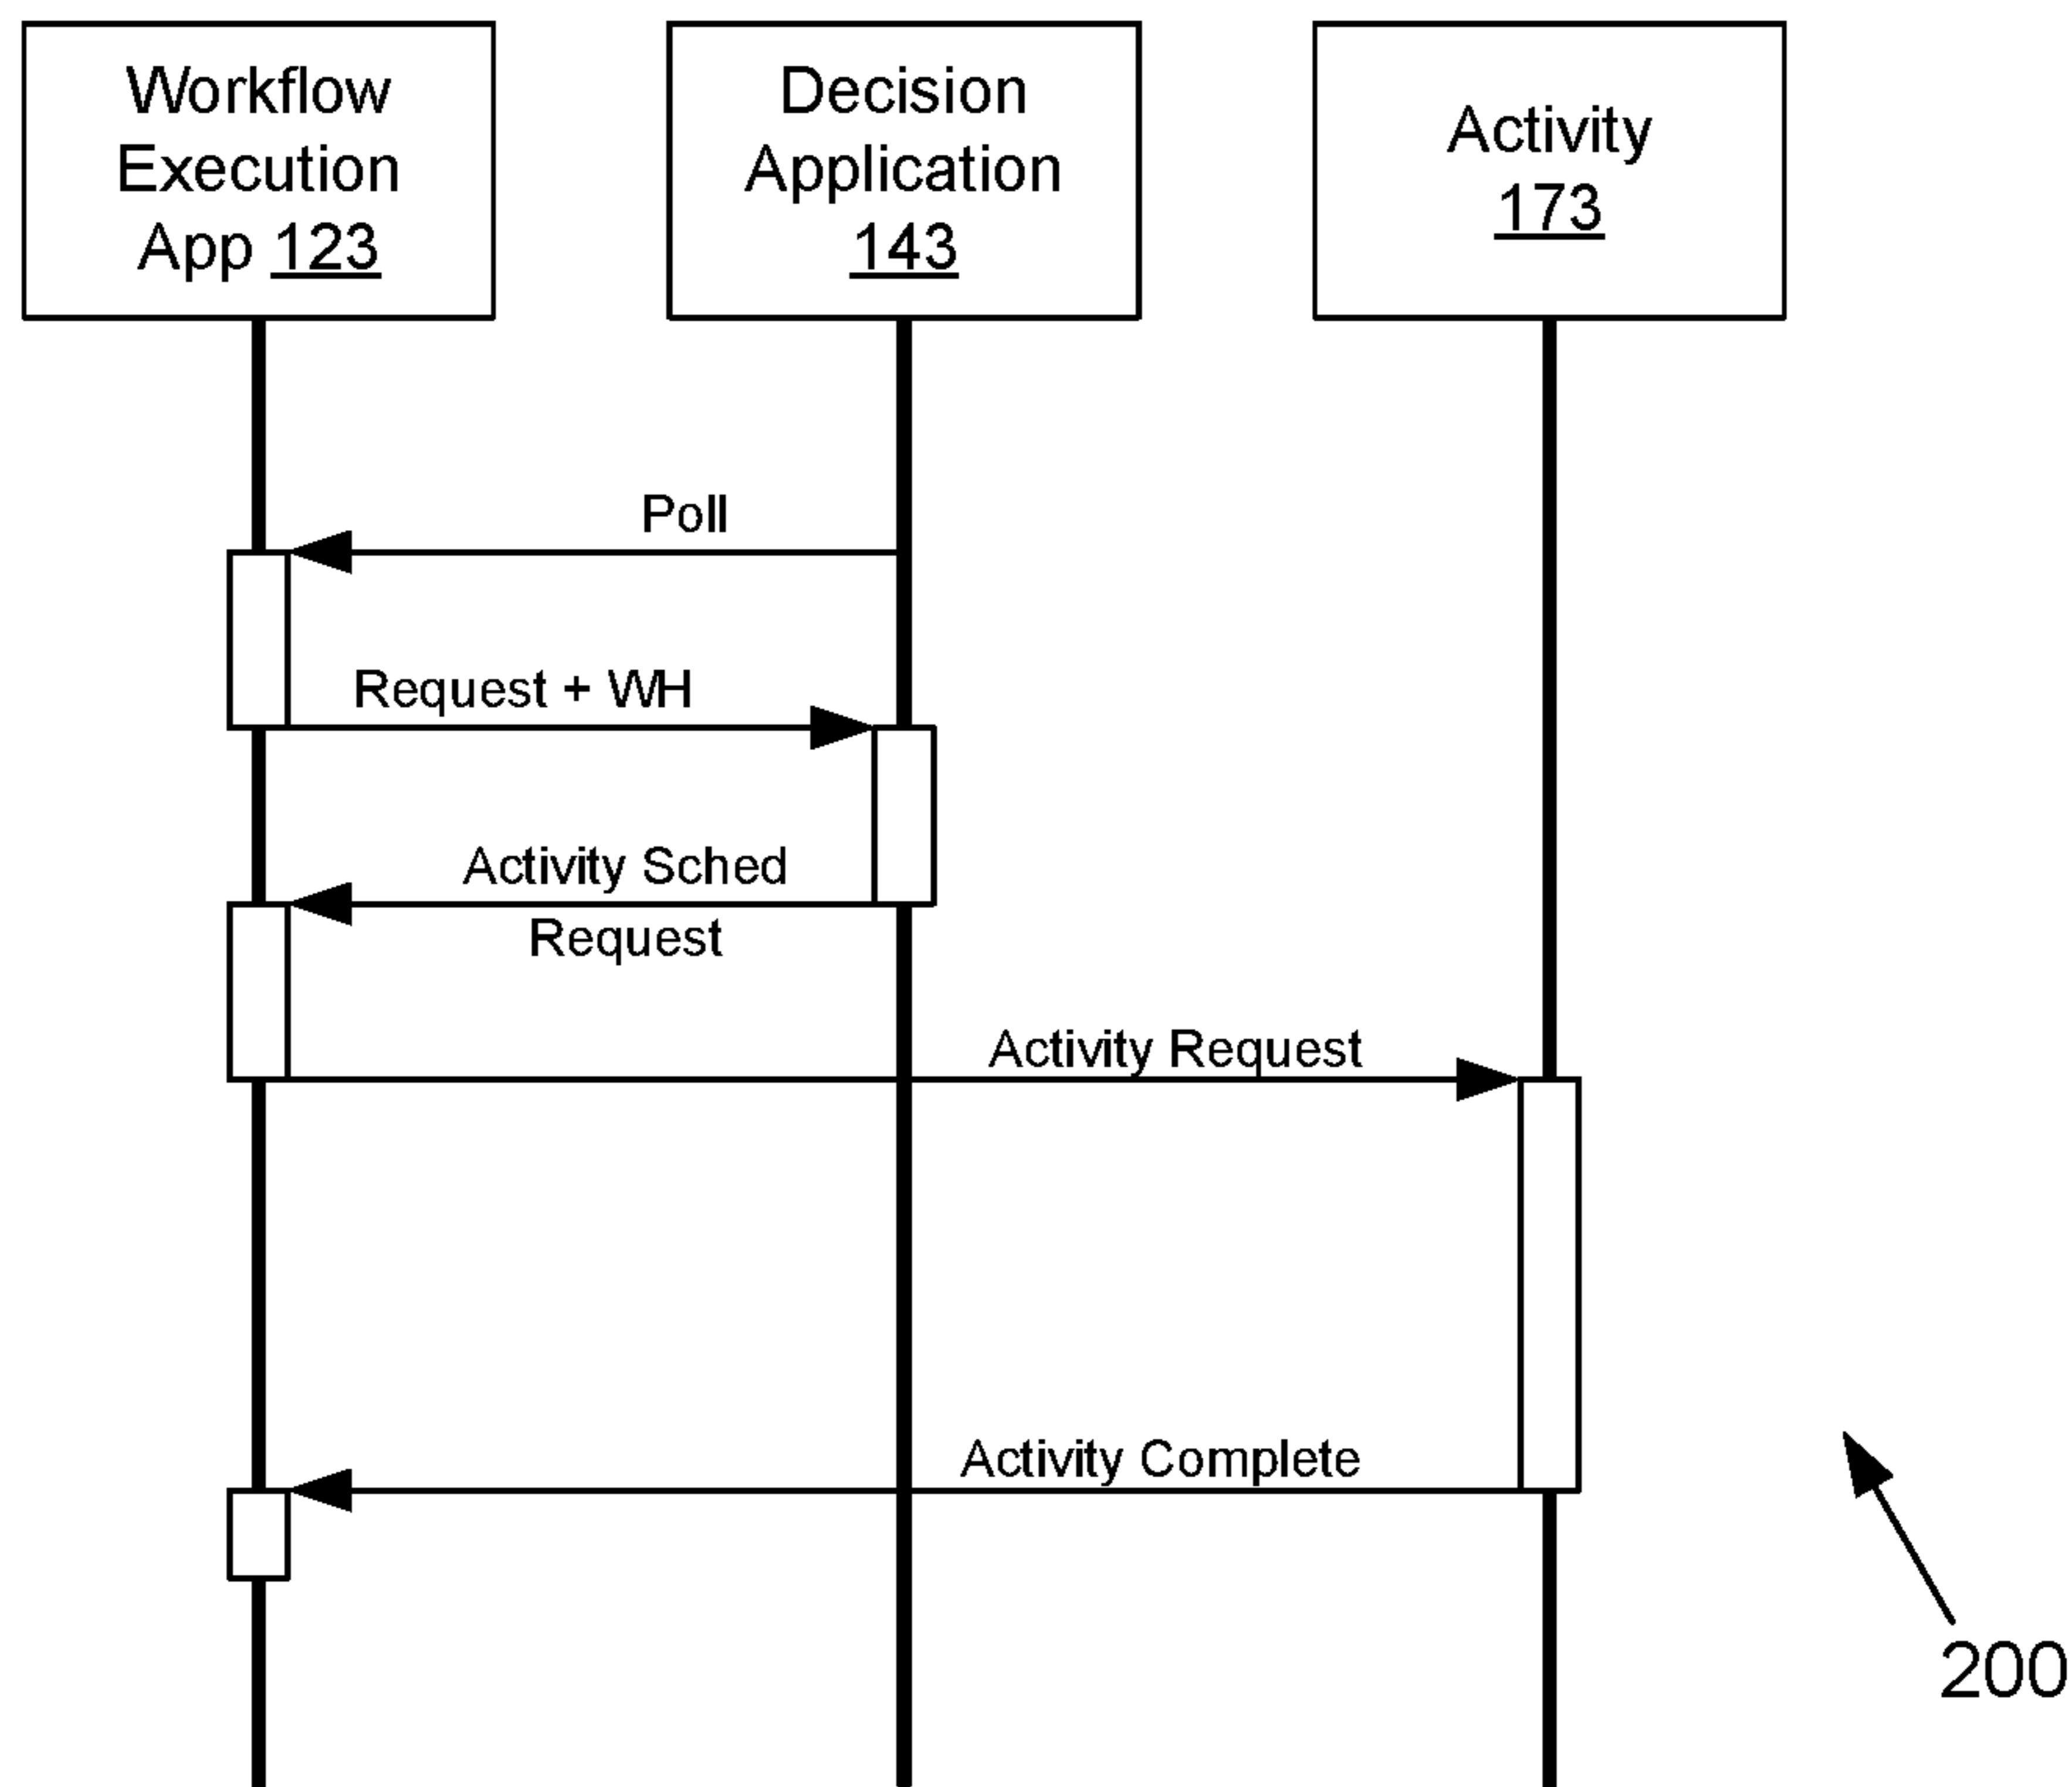 Workflow
Execution
App 123
Decision
Application
143
Activity
173
Poll
Request + WH
Activity Sched
Request
Activity Request
Activity Complete
200